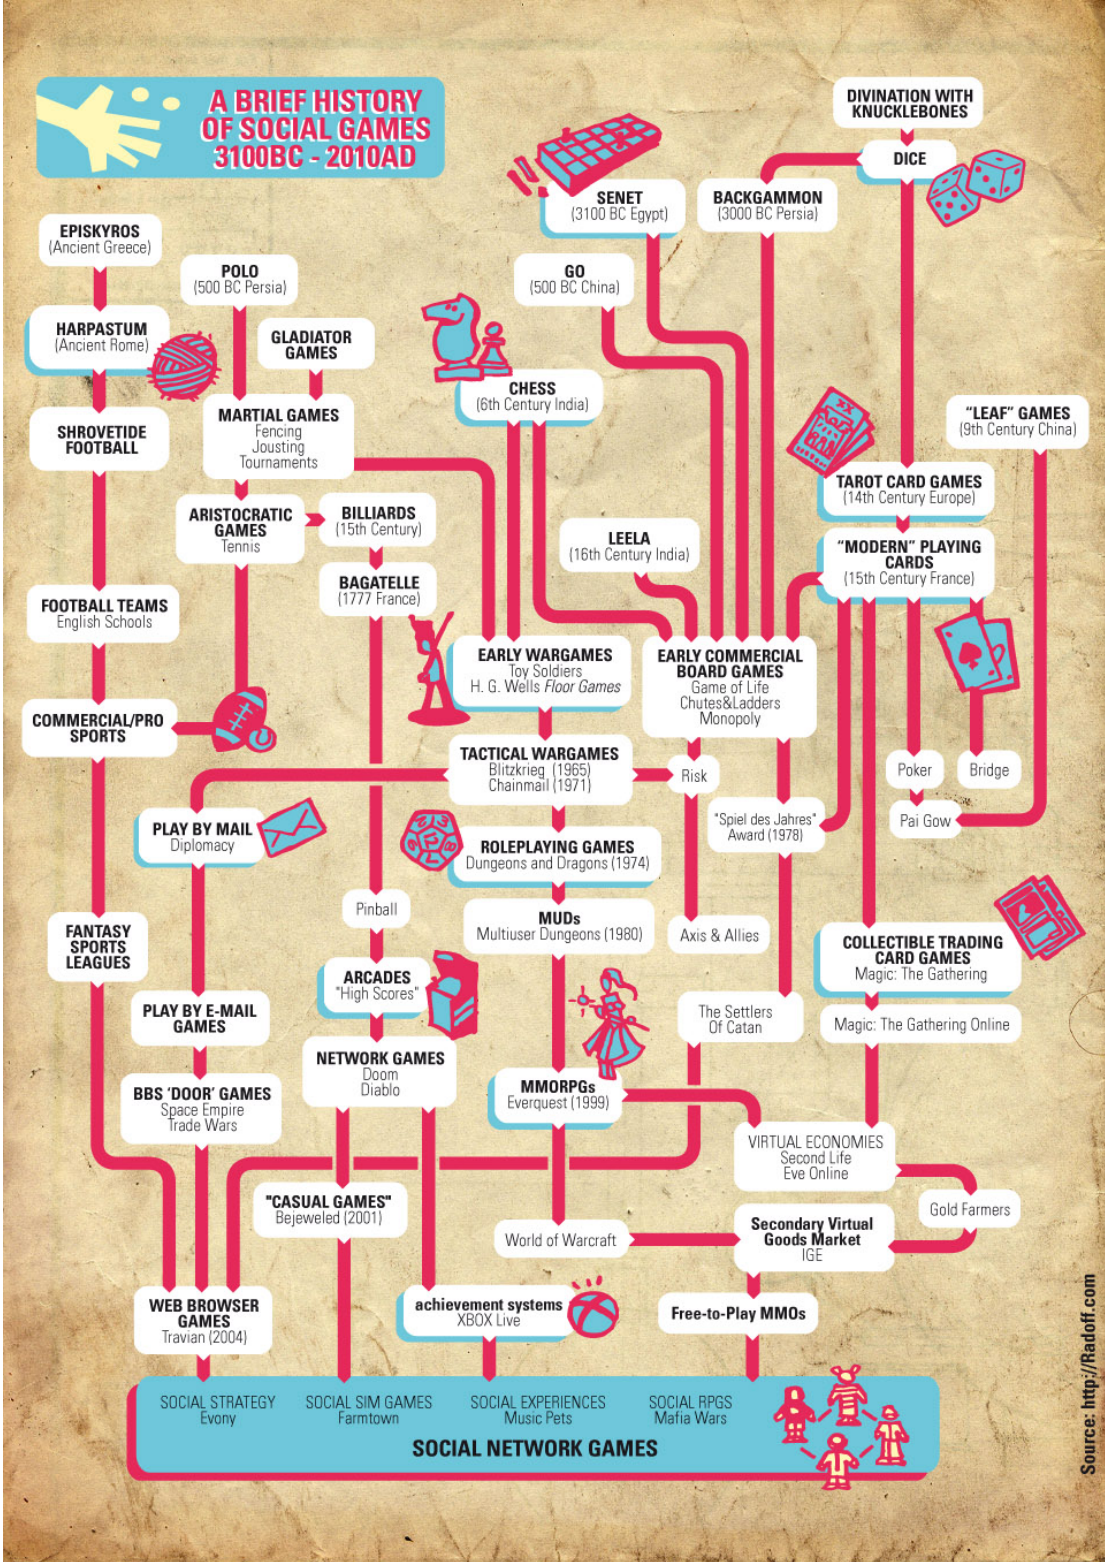 A BRIEF HISTORY
OF SOCIAL GAMES
3100BC - 2010AD
DIVINATION WITH
KNUCKLEBONES
DICE
SENET
(3100 BC Egypt)
BACKGAMMON
(3000 BC Persia)
EPISKYROS
(Ancient Greece)
POLO
(500 BC Persia)
GO
(500 BC China)
HARPASTUM
(Ancient Rome)
GLADIATOR
GAMES
CHESS
(6th Century India)
SHROVETIDE
FOOTBALL
MARTIAL GAMES
Fencing
Jousting
Tournaments
"LEAF" GAMES
(9th Century China)
TAROT CARD GAMES
(14th Century Europe)
ARISTOCRATIC
GAMES
Tennis
BILLIARDS
(15th Century)
LEELA
(16th Century India)
"MODERN" PLAYING
CARDS
(15th Century France)
BAGATELLE
(1777 France)
FOOTBALL TEAMS
English Schools
EARLY WARGAMES
Toy Soldiers
H. G. Wells Floor Games
EARLY COMMERCIAL
BOARD GAMES
Game of Life
Chutes&Ladders
Monopoly
COMMERCIAL/PRO
SPORTS
TACTICAL WARGAMES
Blitzkrieg (1965)
Chainmail (1971)
Risk
Poker
Bridge
PLAY BY MAIL
Diplomacy
"Spiel des Jahres"
Award (1978)
Pai Gow
ROLEPLAYING GAMES
Dungeons and Dragons (1974)
Pinball
MUDs
Multiuser Dungeons (1980)
Axis & Allies
FANTASY
SPORTS
LEAGUES
COLLECTIBLE TRADING
CARD GAMES
Magic: The Gathering
ARCADES
"High Scores"
PLAY BY E-MAIL
GAMES
The Settlers
Of Catan
Magic: The Gathering Online
NETWORK GAMES
Doom
Diablo
BBS 'DOOR' GAMES
Space Empire
Trade Wars
MMORPGs
Everquest (1999)
VIRTUAL ECONOMIES
Second Life
Eve Online
"CASUAL GAMES"
Bejeweled (2001)
Gold Farmers
World of Warcraft
Secondary Virtual
Goods Market
IGE
WEB BROWSER
GAMES
Travian (2004)
achievement systems
XBOX Live
Free-to-Play MMOs
SOCIAL STRATEGY
Evony
SOCIAL SIM GAMES
Farmtown
SOCIAL EXPERIENCES
Music Pets
SOCIAL RPGS
Mafia Wars
SOCIAL NETWORK GAMES
Source: http://Radoff.com